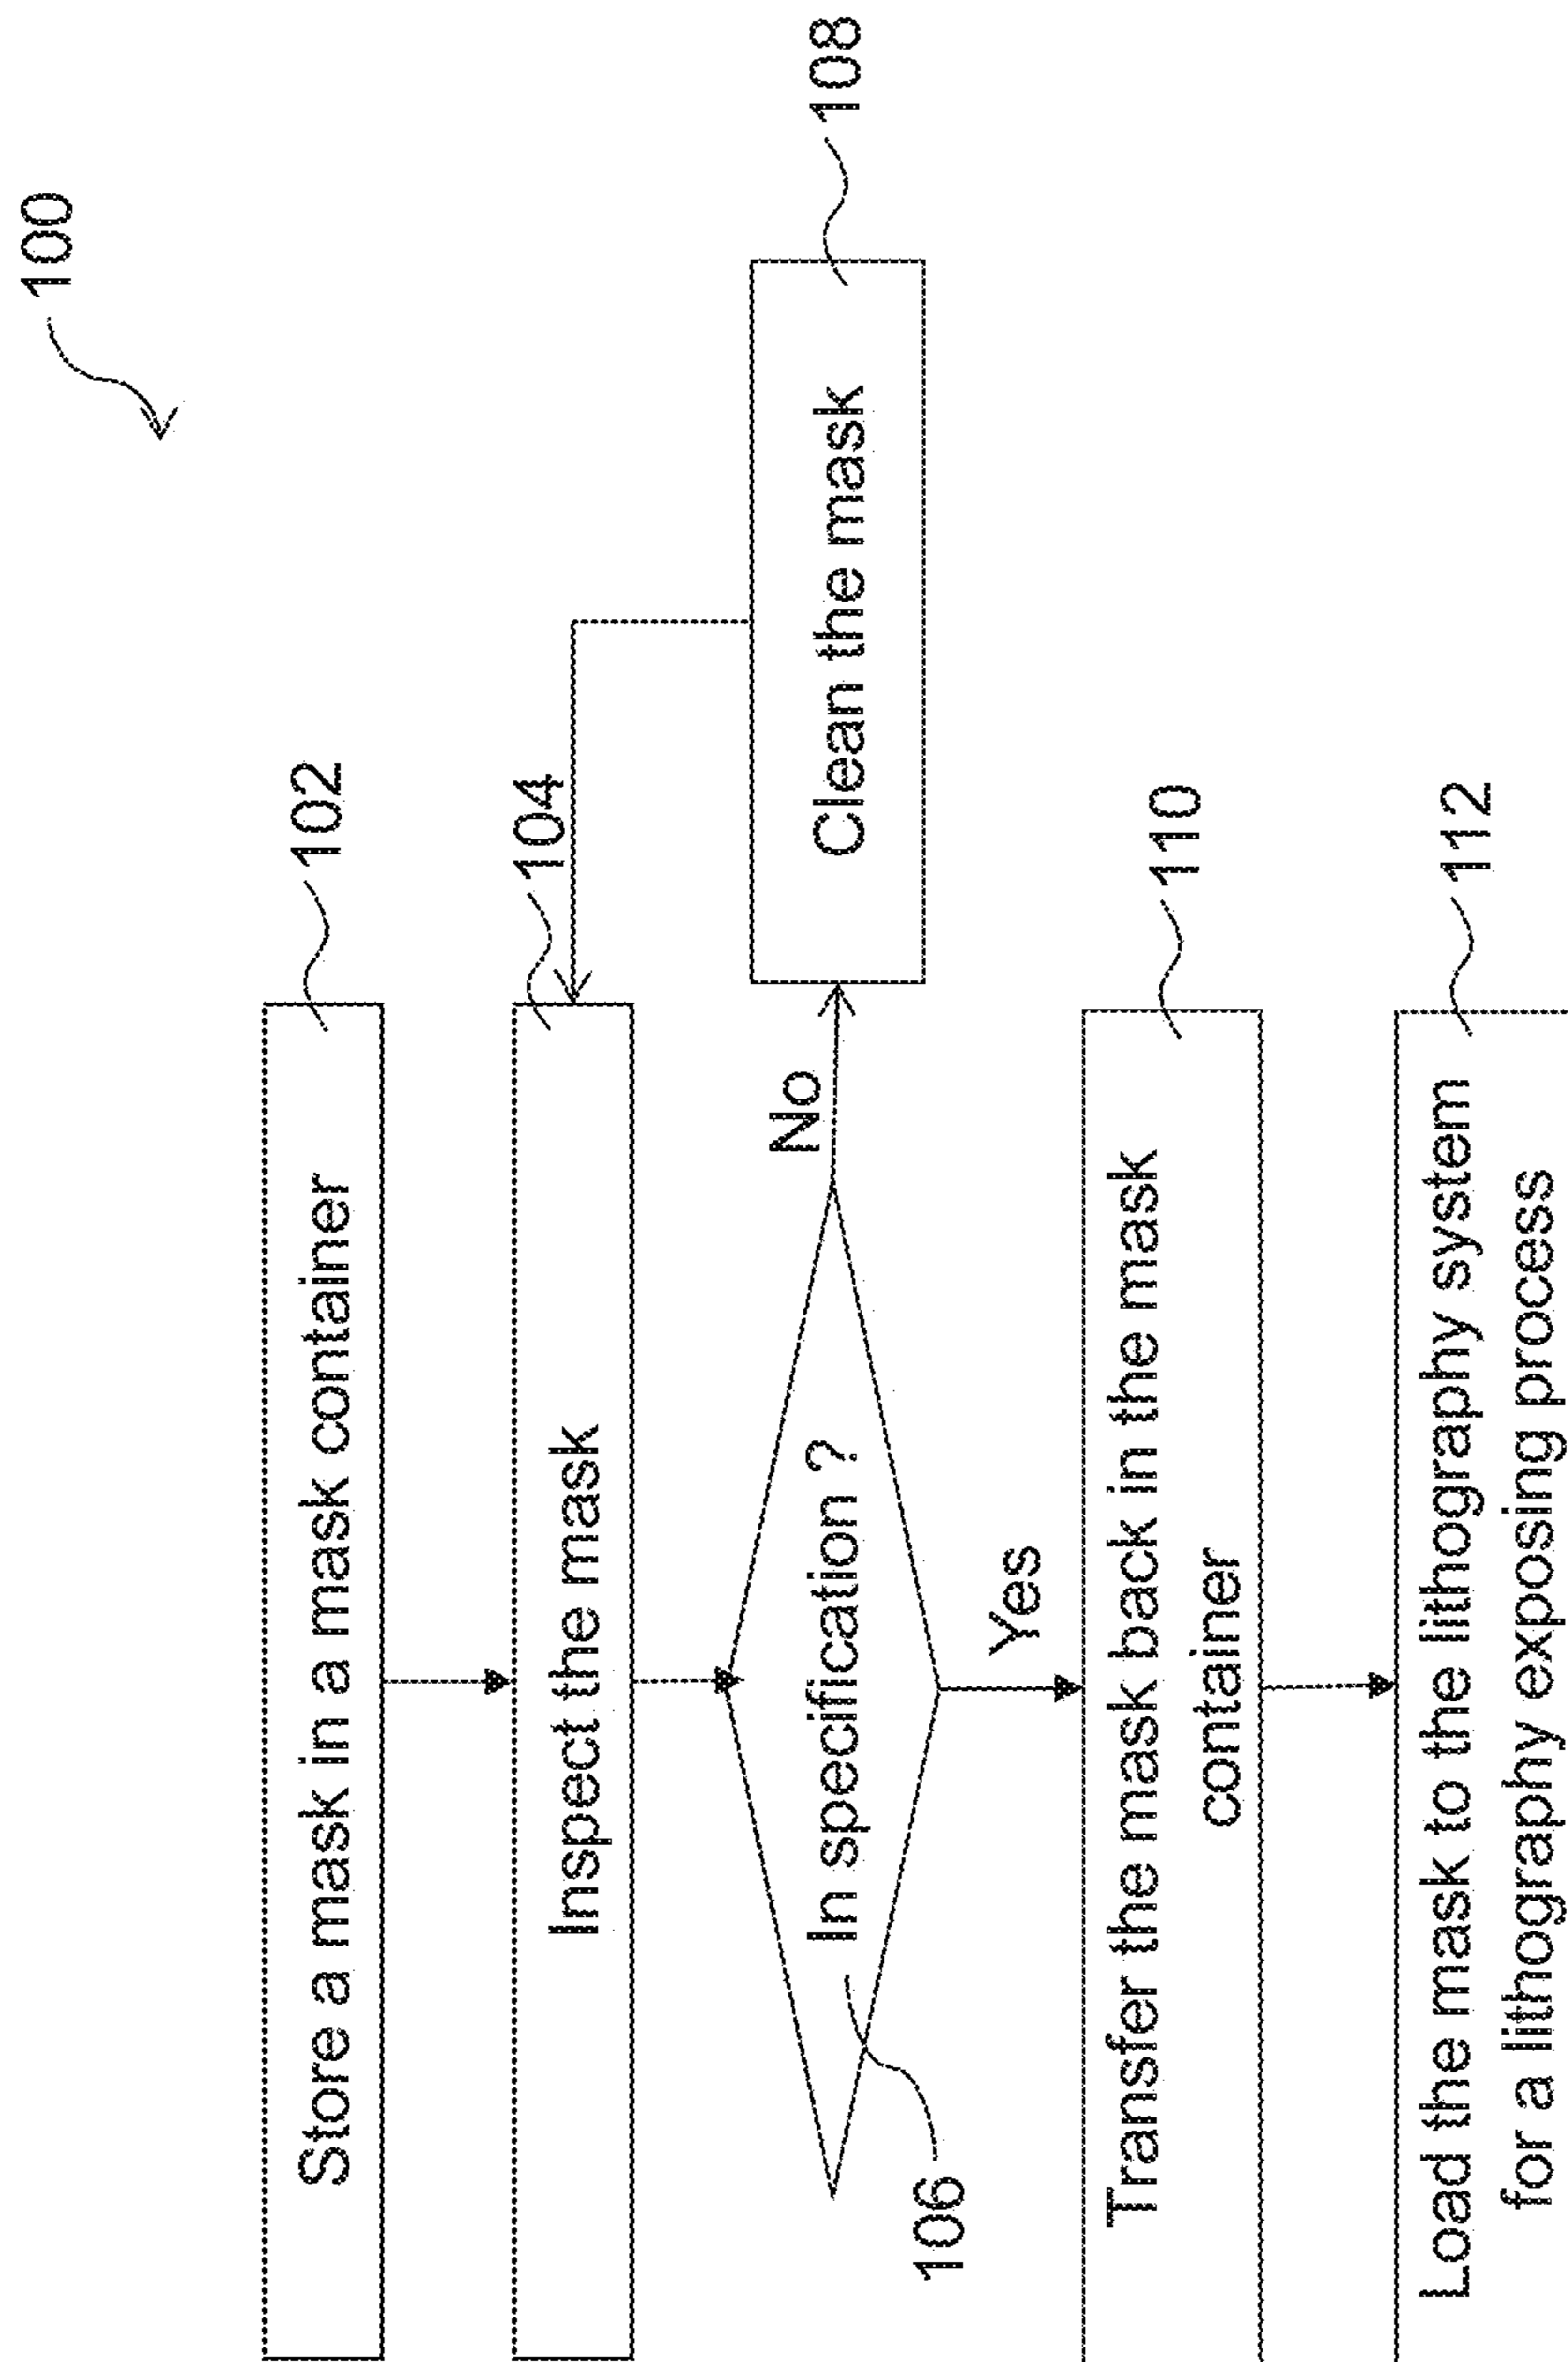 100
Store a mask in a mask container
102
Inspect the mask
104
In specification ?
106
No
Clean the mask
108
Yes
Transfer the mask back in the mask
container
110
Load the mask to the lithography system
for a lithography exposing process
112